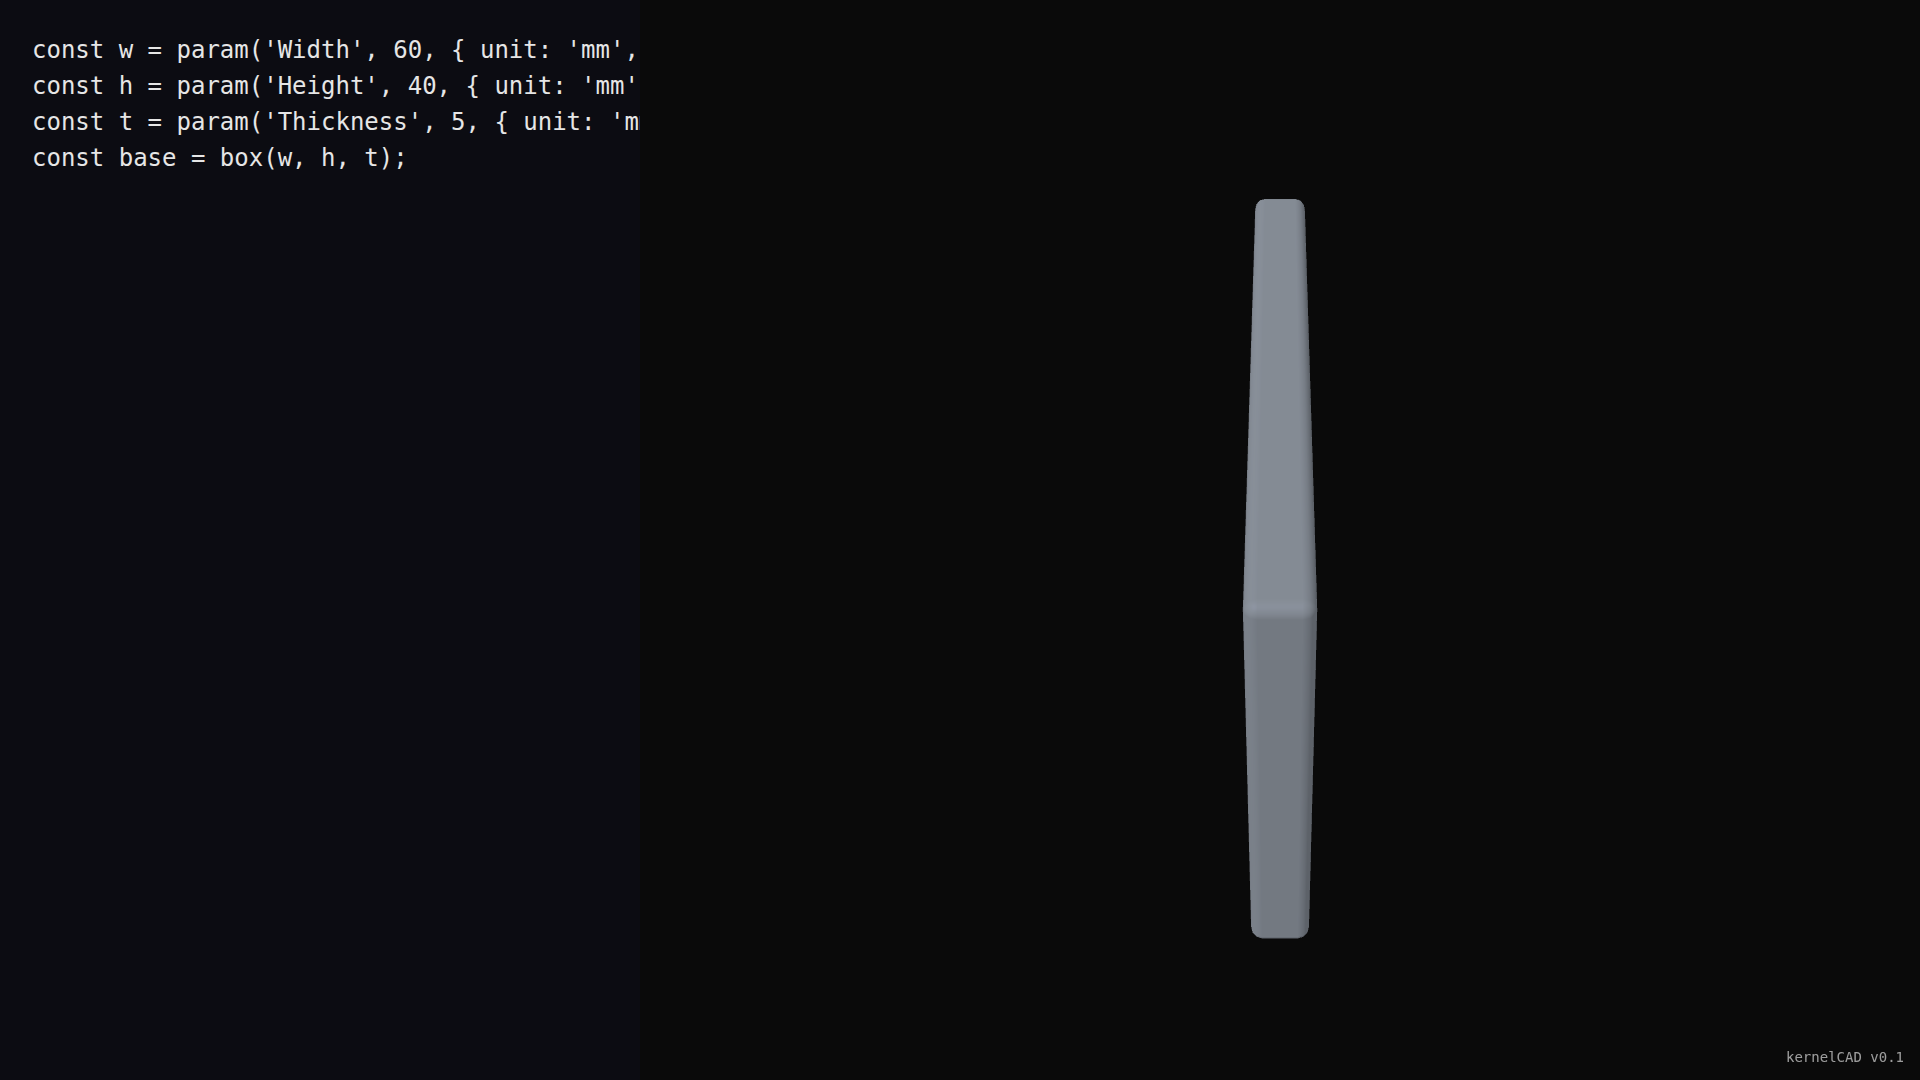 const w = param('Width', 60, { unit: 'mm',
const h = param('Height', 40, { unit: 'mm'
const t = param('Thickness', 5, { unit: 'm
const base = box(w, h, t);
kernelCAD v0.1